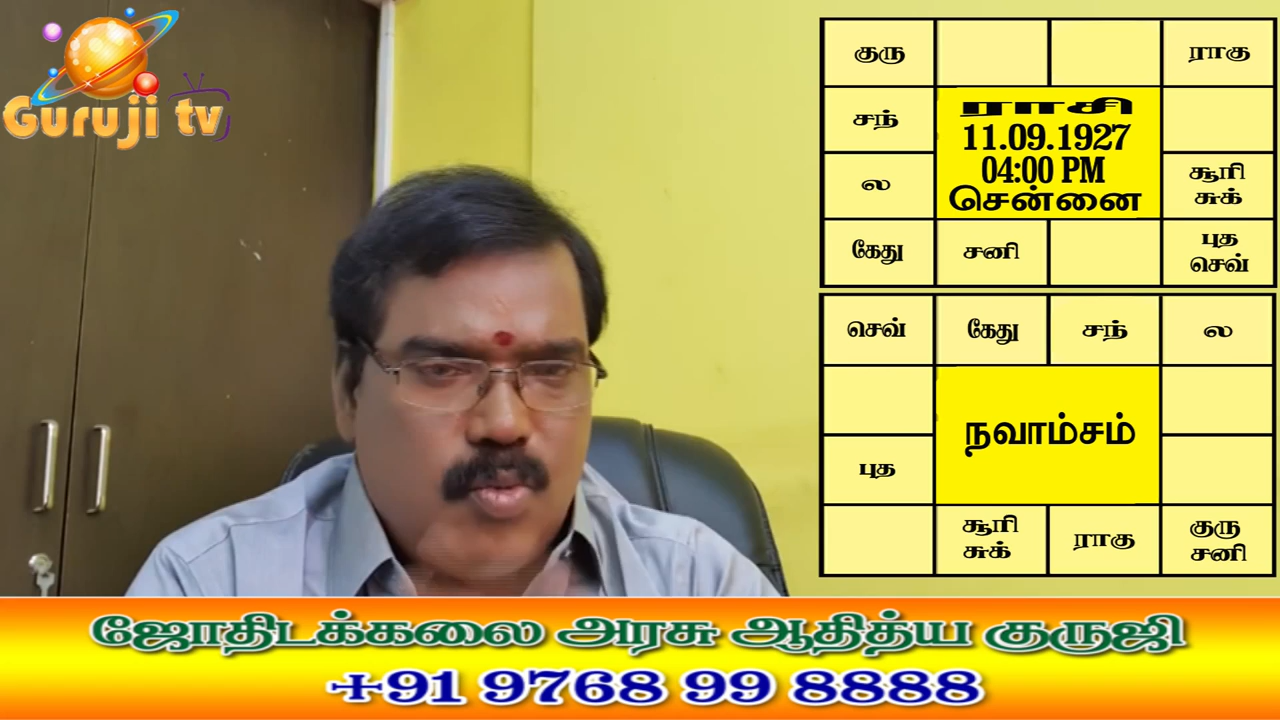 Guruji tv
குரு
ராகு
சந்
ராசி
11.09.1927
04:00 PM
சென்னை
ல
சூரி
சுக்
கேது
சனி
புத
செவ்
செவ்
கேது
சந்
ல
நவாம்சம்
புத
சூரி
சுக்
ராகு
குரு
சனி
ஜோதிடக்கலை அரசு ஆதித்ய குருஜி
+91 9768 99 8888